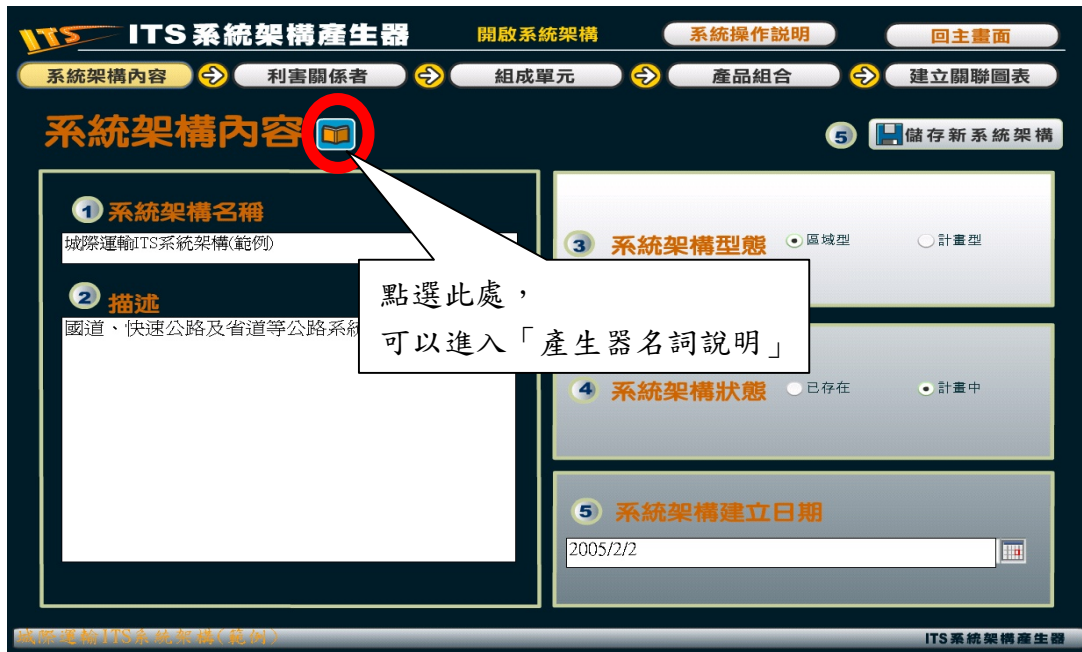 ITS ITS系統架構產生器 開啟系統架構 系統操作說明 回主畫面
系統架構內容 利害關係者 組成單元 產品組合 建立關聯圖表
系統架構內容 5 儲存新系統架構
1 系統架構名稱
城際運輸ITS系統架構(範例)
2 描述
國道、快速公路及省道等公路系統
3 系統架構型態 區域型 計畫型
點選此處，
可以進入「產生器名詞說明」
4 系統架構狀態 已存在 計畫中
5 系統架構建立日期
2005/2/2
城際運輸ITS系統架構(範例) ITS系統架構產生器